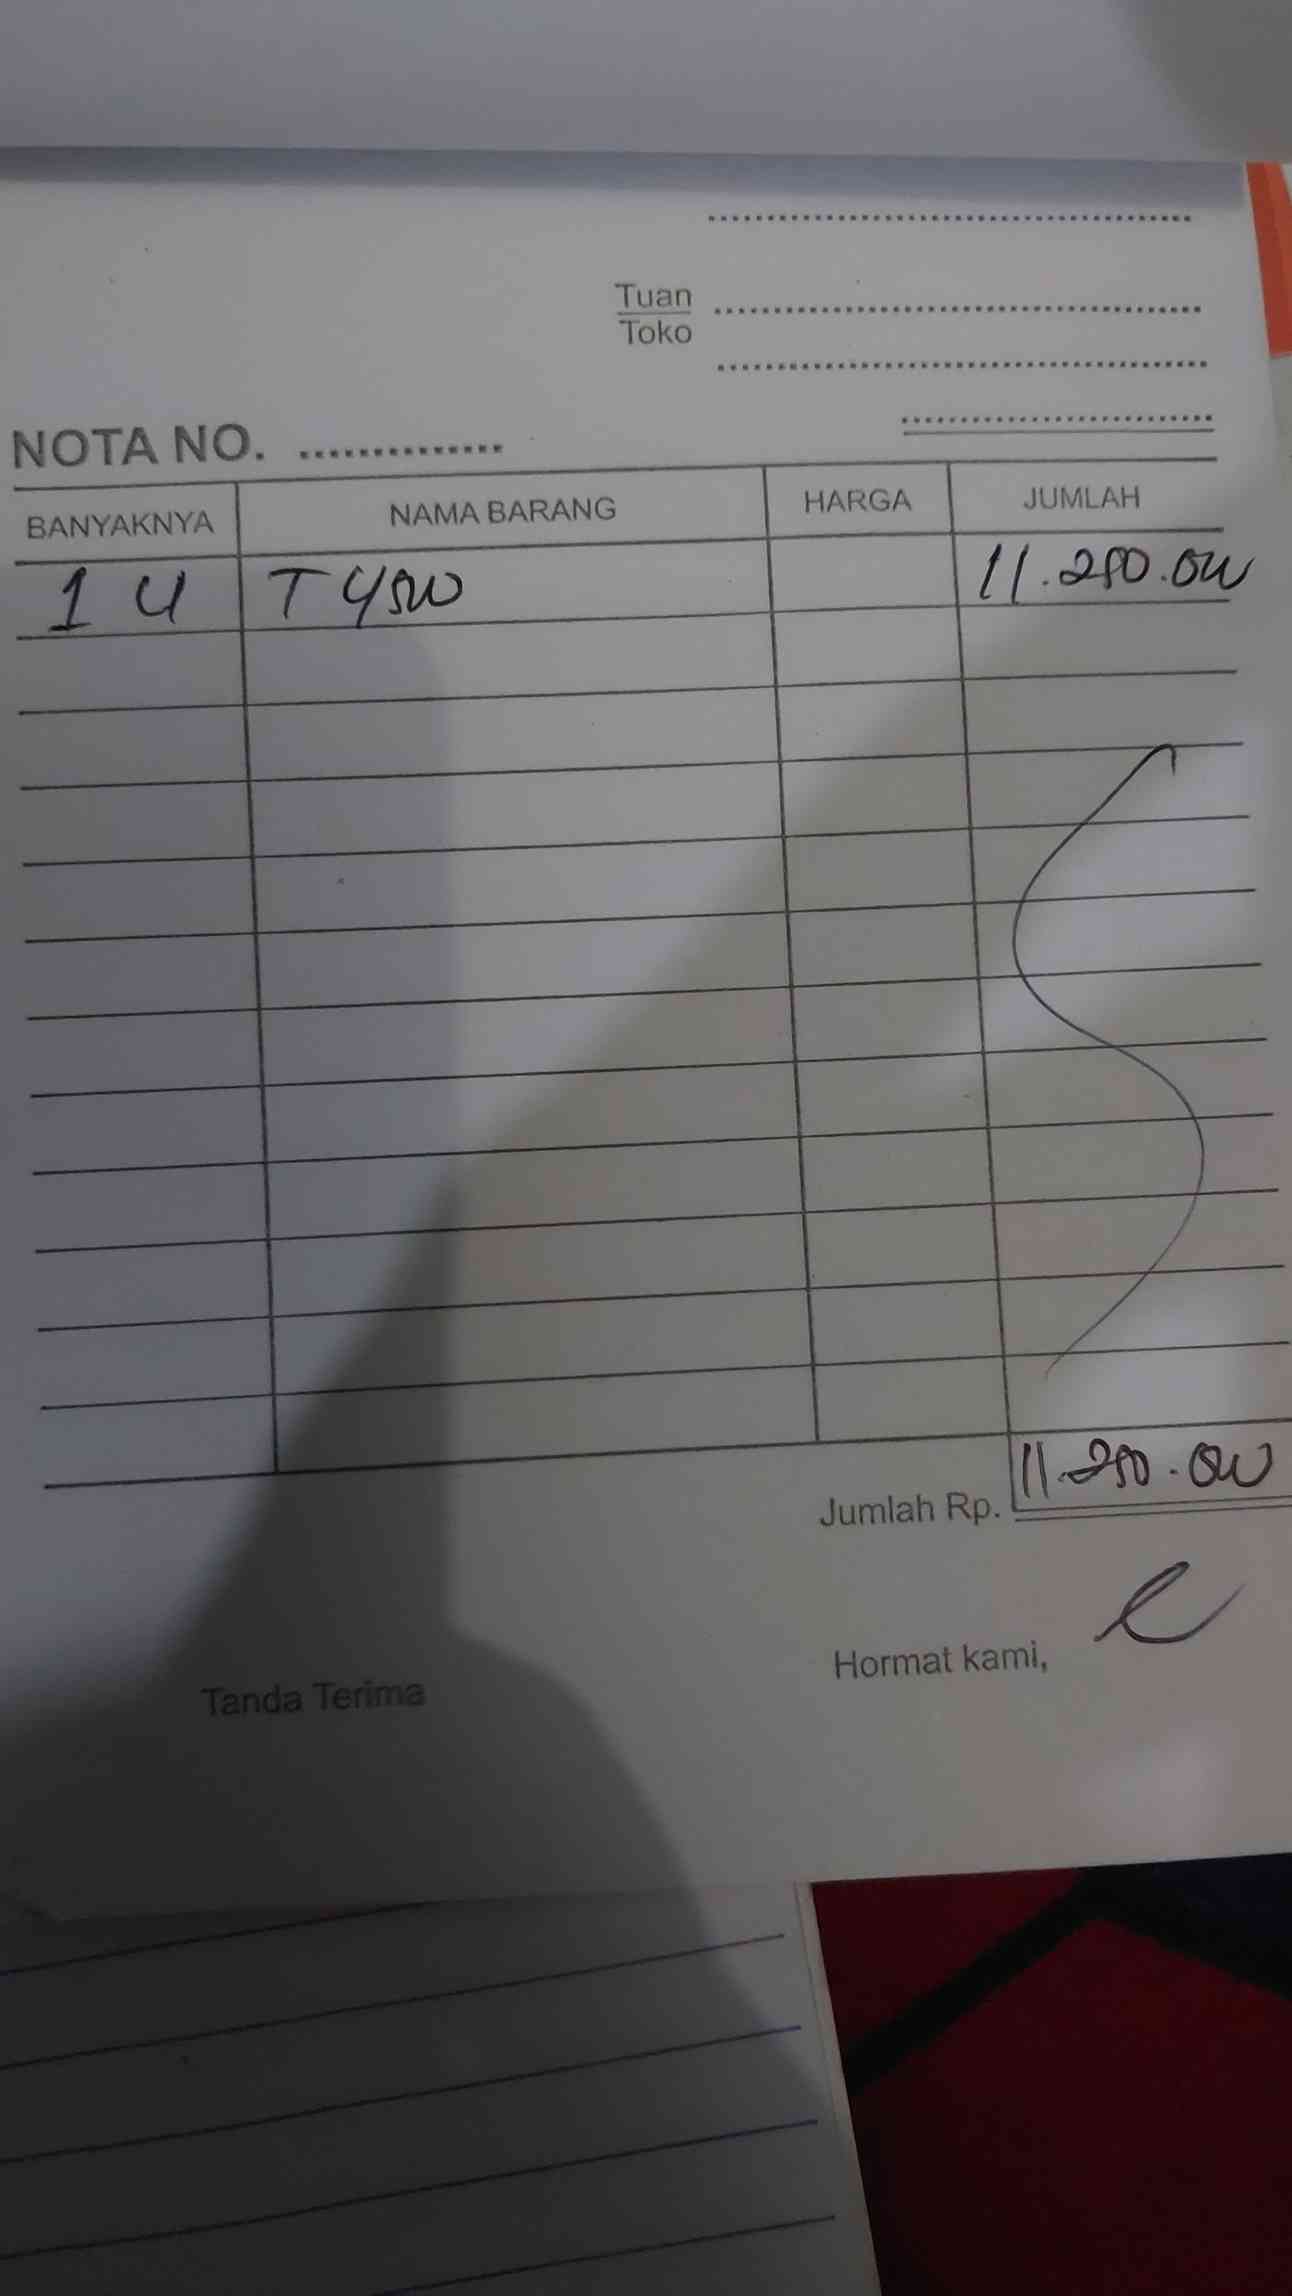 Tuan
Toko
NOTA NO.
BANYAKNYA NAMA BARANG HARGA JUMLAH
1 U T 4500 11.250.000
Jumlah Rp. 11.250.000
Hormat kami,
Tanda Terima